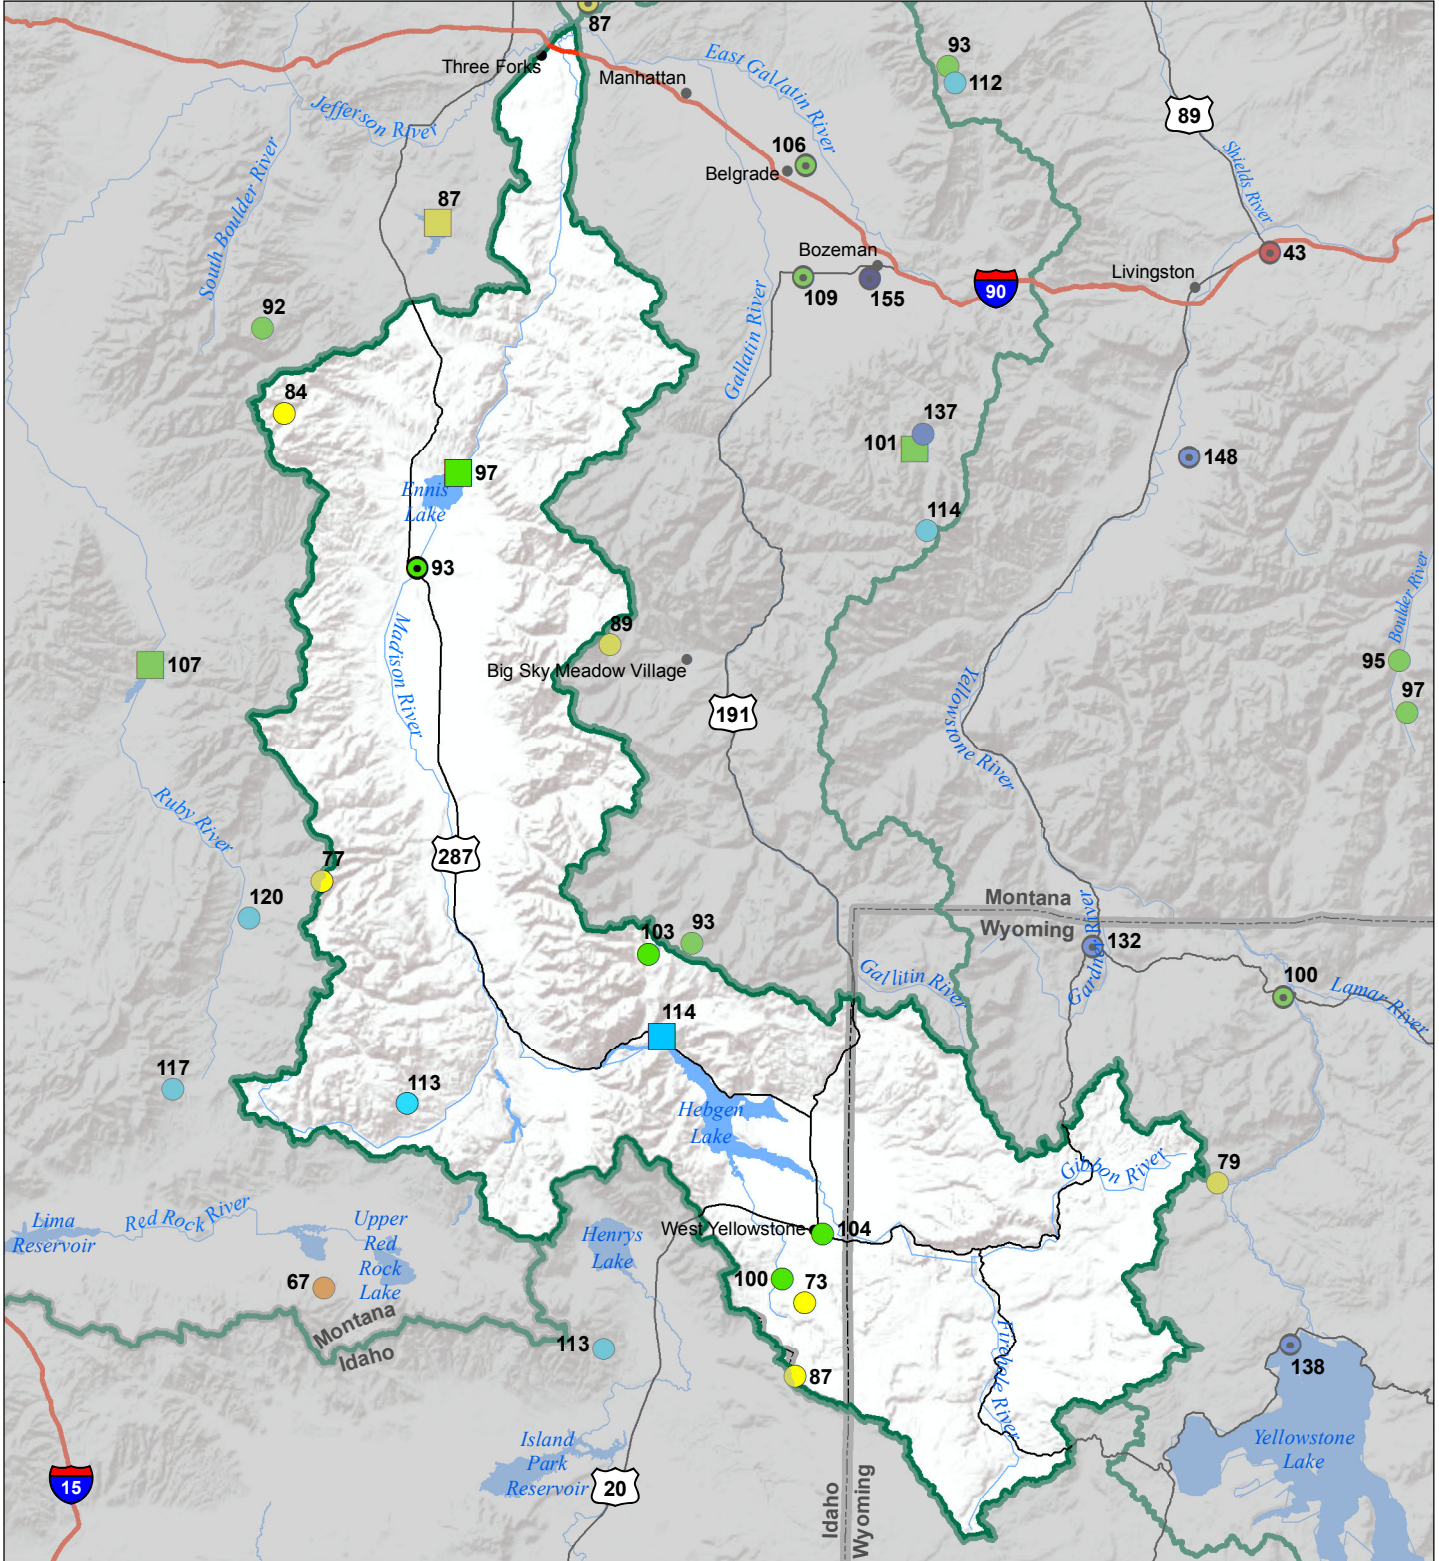 87
93
112
Three Forks
Manhattan
East Gallatin River
Jefferson River
89
106
Belgrade
South Boulder River
Shields River
87
Bozeman
43
Livingston
90
109
155
92
Gallatin River
84
137
101
148
97
Ennis
Lake
114
93
Boulder River
Madison River
89
107
Big Sky Meadow Village
95
97
191
Yellowstone River
Ruby River
287
77
120
Montana
Wyoming
103
93
132
Gardner River
Gallitin River
100
Lamar River
114
117
113
Hebgen
Lake
Gibbon River
79
Lima
Reservoir
Red Rock River
Upper
Red
Rock
Lake
Henrys
Lake
West Yellowstone
104
67
100
73
Montana
Idaho
113
87
Firehole River
138
Island
Park
Reservoir
Yellowstone
Lake
15
20
Idaho
Wyoming